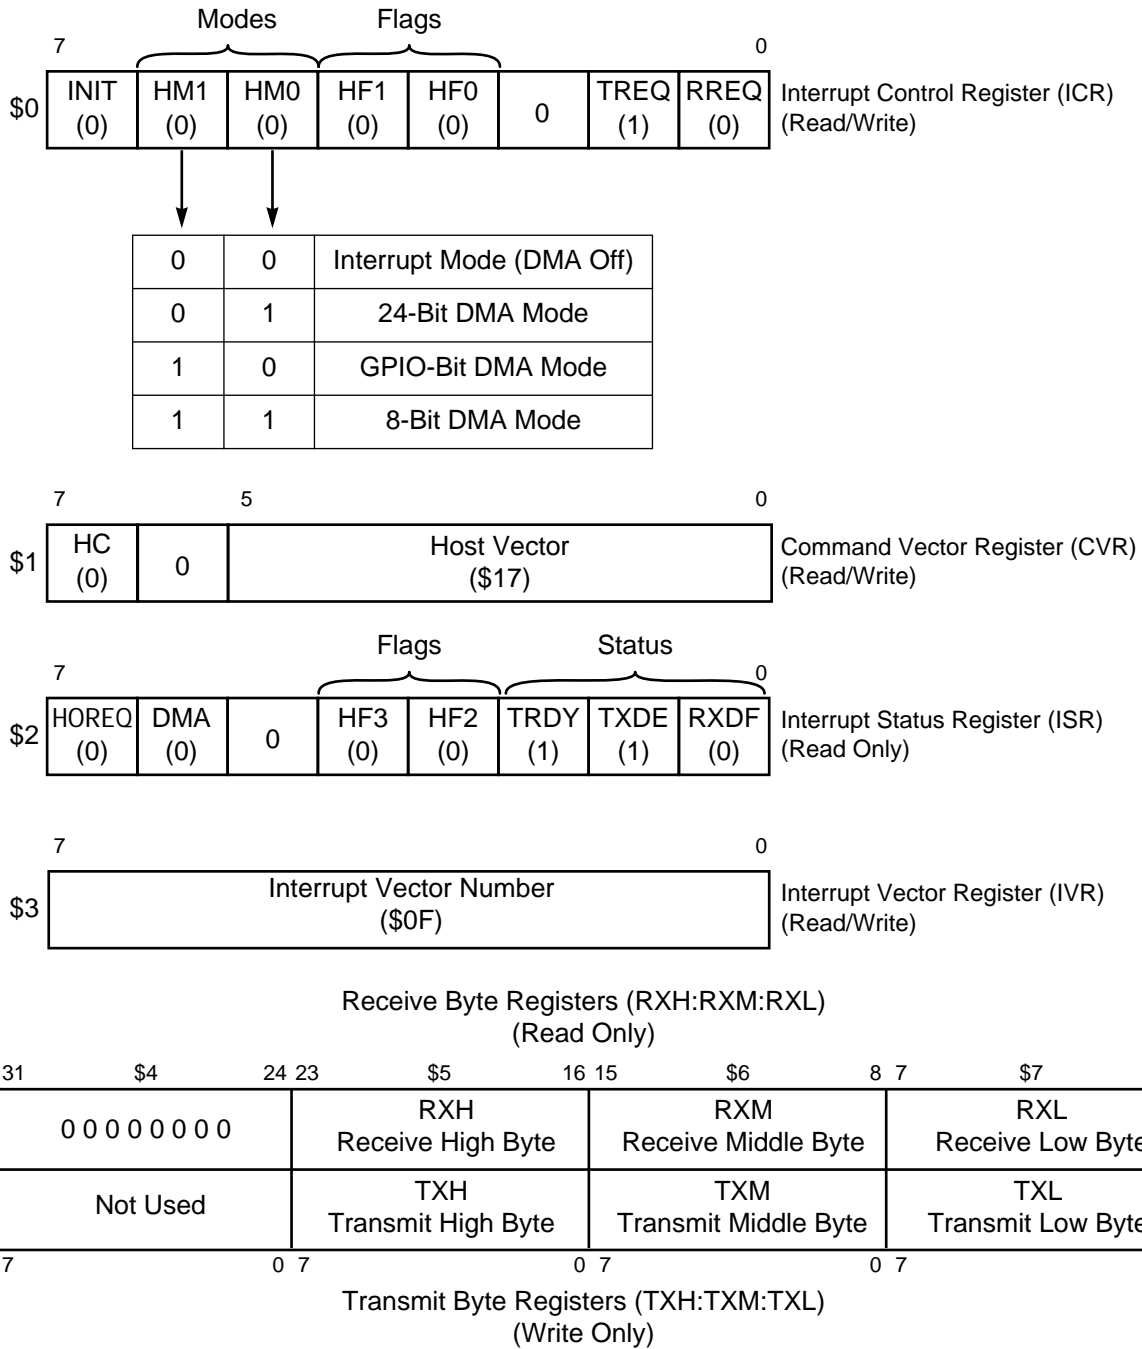 Modes Flags
7 0
$0 INIT HM1 HM0 HF1 HF0 0 TREQ RREQ Interrupt Control Register (ICR)
(0) (0) (0) (0) (0) (1) (0) (Read/Write)
0 0 Interrupt Mode (DMA Off)
0 1 24-Bit DMA Mode
1 0 GPIO-Bit DMA Mode
1 1 8-Bit DMA Mode
7 5 0
$1 HC 0 Host Vector Command Vector Register (CVR)
(0) ($17) (Read/Write)
Flags Status
7 0
$2 HOREQ DMA 0 HF3 HF2 TRDY TXDE RXDF Interrupt Status Register (ISR)
(0) (0) (0) (0) (1) (1) (0) (Read Only)
7 0
$3 Interrupt Vector Number Interrupt Vector Register (IVR)
($0F) (Read/Write)
Receive Byte Registers (RXH:RXM:RXL)
(Read Only)
31 $4 24 23 $5 16 15 $6 8 7 $7
0 0 0 0 0 0 0 0 RXH RXM RXL
Receive High Byte Receive Middle Byte Receive Low Byte
Not Used TXH TXM TXL
Transmit High Byte Transmit Middle Byte Transmit Low Byte
7 0 7 0 7 0 7
Transmit Byte Registers (TXH:TXM:TXL)
(Write Only)